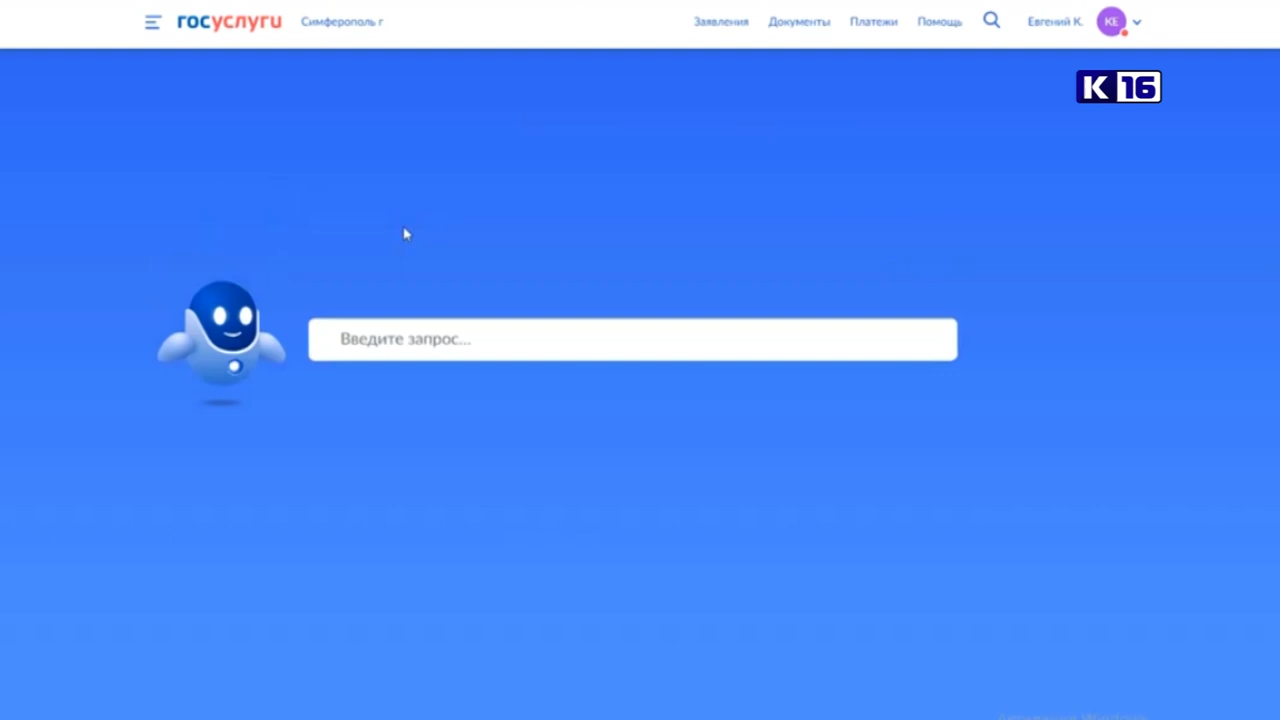 госуслуги Симферополь г Заявления Документы Платежи Помощь Евгений К. КЕ
К 16
Введите запрос...